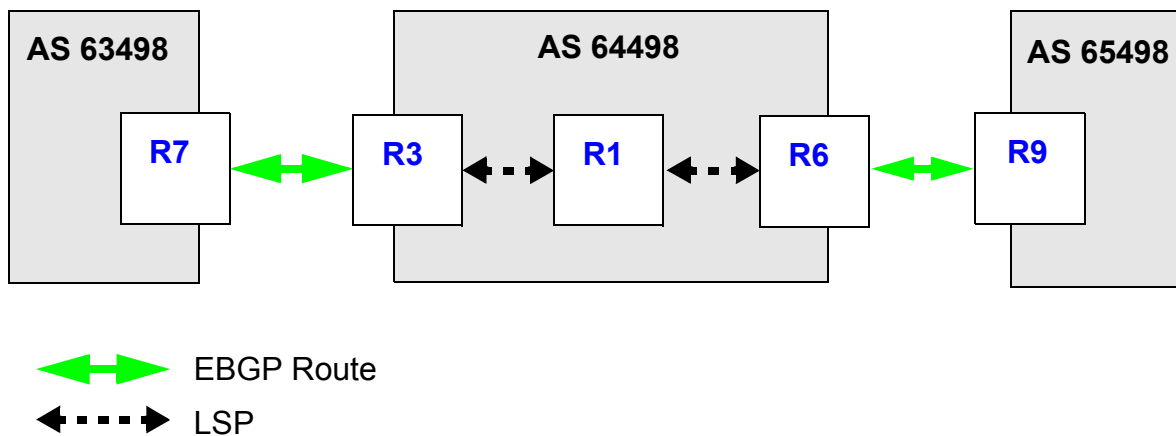 AS 63498
AS 64498
AS 65498
R7
R3
R1
R6
R9
EBGP Route
LSP